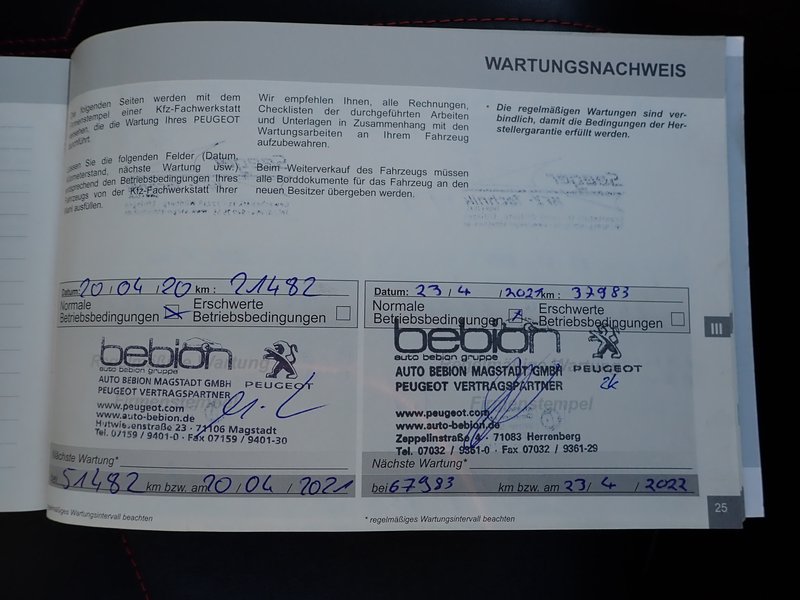 WARTUNGSNACHWEIS
folgenden Seiten werden mit dem
einer Kfz-Fachwerkstatt
die die Wartung Ihres PEUGEOT
Sie die folgenden Felder (Datum,
nächste Wartung usw.)
den Betriebsbedingungen Ihres
Fahrzeugs von der Kfz-Fachwerkstatt Ihrer
ausfüllen.
Wir empfehlen Ihnen, alle Rechnungen,
Checklisten der durchgeführten Arbeiten
und Unterlagen in Zusammenhang mit den
Wartungsarbeiten an Ihrem Fahrzeug
aufzubewahren.
Beim Weiterverkauf des Fahrzeugs müssen
alle Borddokumente für das Fahrzeug an den
neuen Besitzer übergeben werden.
* Die regelmäßigen Wartungen sind ver-
bindlich, damit die Bedingungen der Her-
stellergarantie erfüllt werden.
Datum: 20/04/20 km: 21482
Normale
Betriebsbedingungen
Erschwerte
Betriebsbedingungen
bebion
auto bebion gruppe
PEUGEOT
AUTO BEBION MAGSTADT GMBH
PEUGEOT VERTRAGSPARTNER
www.peugeot.com
www.auto-bebion.de
Hutwiesenstraße 23 · 71106 Magstadt
Tel. 07159 / 9401-0 · Fax 07159 / 9401-30
Nächste Wartung*
51482 km bzw. am 20/04/2021
regelmäßiges Wartungsintervall beachten
Datum: 23/4/2021 km: 37983
Normale
Betriebsbedingungen
Erschwerte
Betriebsbedingungen
bebion
auto bebion gruppe
PEUGEOT
AUTO BEBION MAGSTADT GMBH
PEUGEOT VERTRAGSPARTNER
www.peugeot.com
www.auto-bebion.de
Zeppelinstraße 4 · 71083 Herrenberg
Tel. 07032 / 9361-0 · Fax 07032 / 9361-29
Nächste Wartung*
bei 67983 km bzw. am 23/4/2022
* regelmäßiges Wartungsintervall beachten
III
25